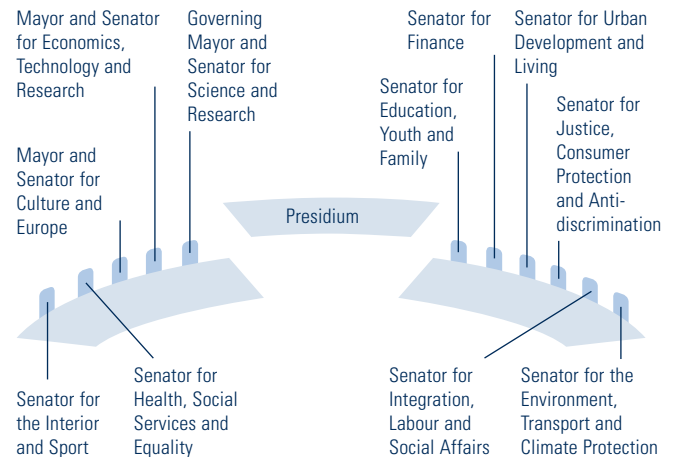 Mayor and Senator
for Economics,
Technology and
Research
Governing
Mayor and
Senator for
Science and
Research
Senator for
Finance
Senator for Urban
Development and
Living
Senator for
Education,
Youth and
Family
Senator for
Justice,
Consumer
Protection
and Anti-
discrimination
Mayor and
Senator for
Culture and
Europe
Presidium
Senator for
the Interior
and Sport
Senator for
Health, Social
Services and
Equality
Senator for
Integration,
Labour and
Social Affairs
Senator for the
Environment,
Transport and
Climate Protection